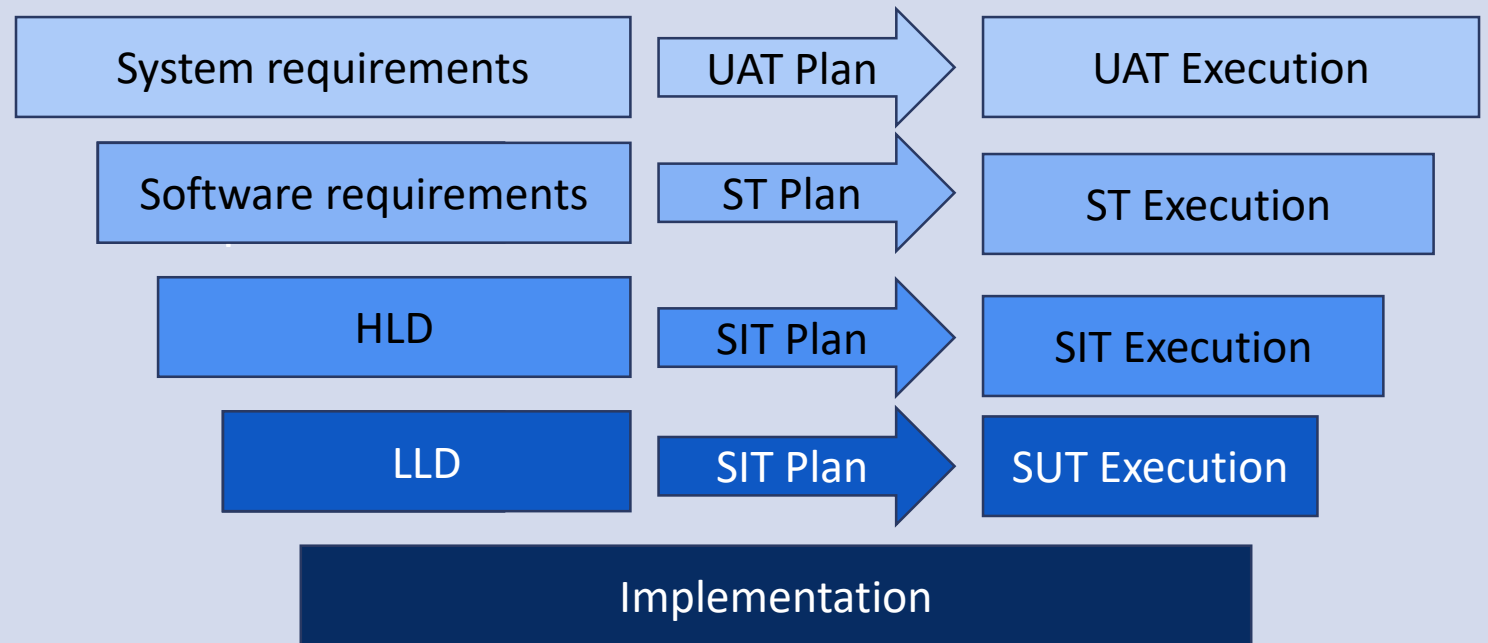 System requirements
UAT Plan
UAT Execution
Software requirements
ST Plan
ST Execution
HLD
SIT Plan
SIT Execution
LLD
SIT Plan
SUT Execution
Implementation